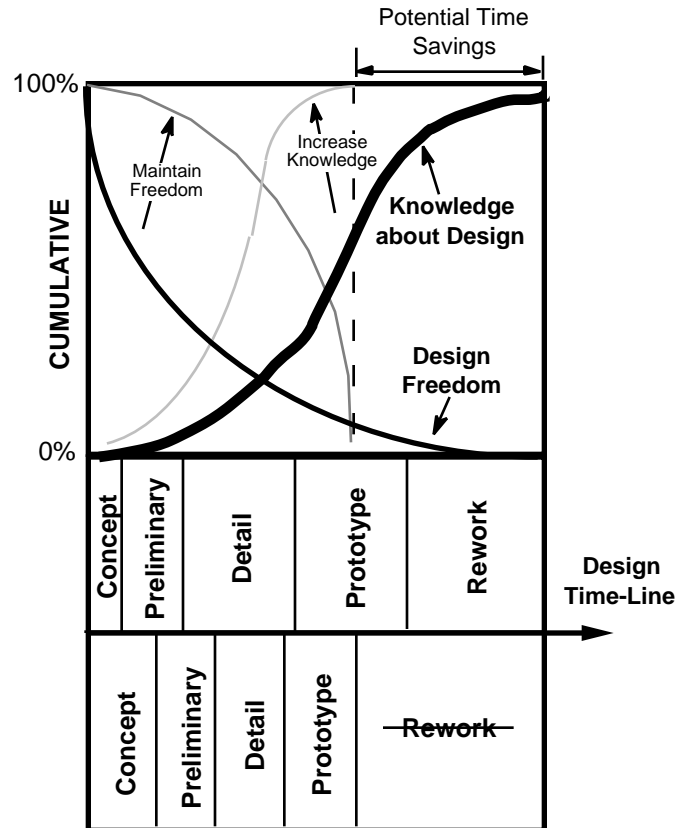 Potential Time
Savings
100%
Maintain
Freedom
Increase
Knowledge
Knowledge
about Design
CUMULATIVE
Design
Freedom
0%
Concept
Preliminary
Detail
Prototype
Rework
Design
Time-Line
Concept
Preliminary
Detail
Prototype
Rework